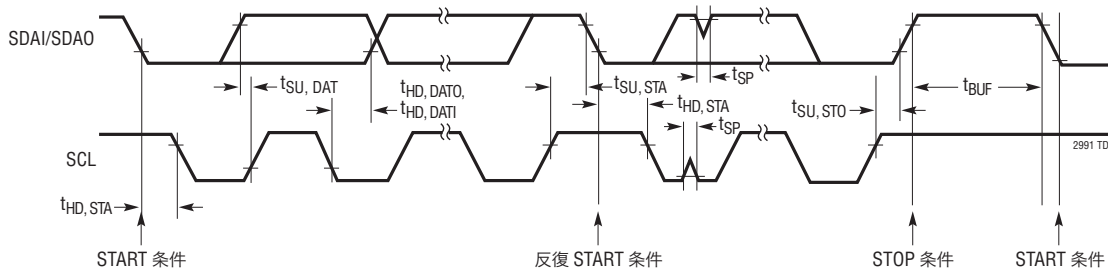 SDAI/SDAO
tSU, DAT
tHD, DATO,
tHD, DATI
tSU, STA
tHD, STA
tSP
tSP
tSU, STO
tBUF
SCL
2991 TD
tHD, STA
START 条件
反復 START 条件
STOP 条件
START 条件